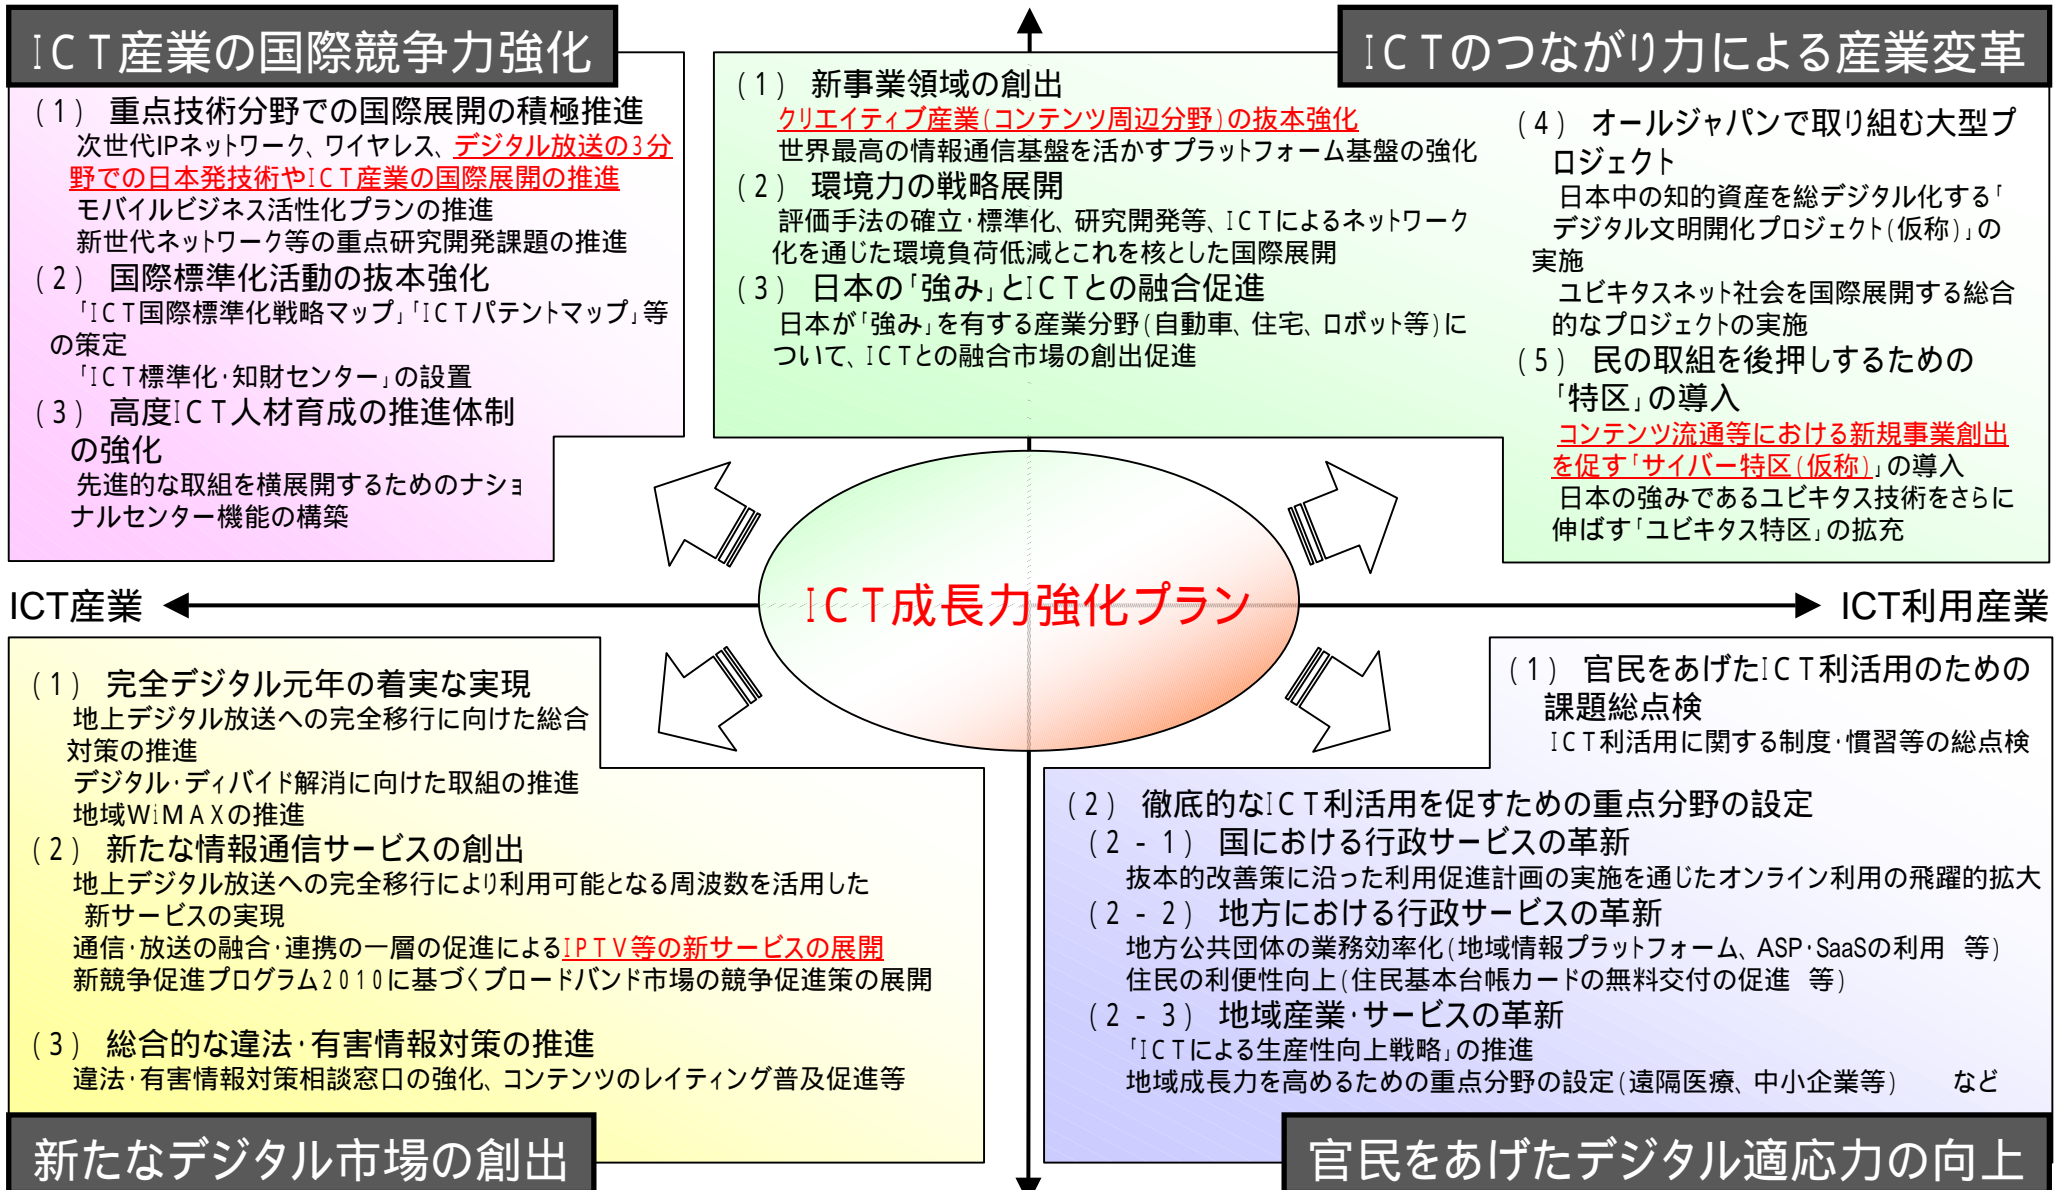 ICT産業の国際競争力強化
(1) 重点技術分野での国際展開の積極推進
次世代IPネットワーク、ワイヤレス、デジタル放送の3分
野での日本発技術やICT産業の国際展開の推進
モバイルビジネス活性化プランの推進
新世代ネットワーク等の重点研究開発課題の推進
(2) 国際標準化活動の抜本強化
「ICT国際標準化戦略マップ」「ICTパテントマップ」等
の策定
「ICT標準化・知財センター」の設置
(3) 高度ICT人材育成の推進体制
の強化
先進的な取組を横展開するためのナショ
ナルセンター機能の構築
ICTのつながり力による産業変革
(1) 新事業領域の創出
クリエイティブ産業(コンテンツ周辺分野)の抜本強化
世界最高の情報通信基盤を活かすプラットフォーム基盤の強化
(2) 環境力の戦略展開
評価手法の確立・標準化、研究開発等、ICTによるネットワーク
化を通じた環境負荷低減とこれを核とした国際展開
(3) 日本の「強み」とICTとの融合促進
日本が「強み」を有する産業分野(自動車、住宅、ロボット等)に
ついて、ICTとの融合市場の創出促進
(4) オールジャパンで取り組む大型プ
ロジェクト
日本中の知的資産を総デジタル化する「
デジタル文明開化プロジェクト(仮称)」の
実施
ユビキタスネット社会を国際展開する総合
的なプロジェクトの実施
(5) 民の取組を後押しするための
「特区」の導入
コンテンツ流通等における新規事業創出
を促す「サイバー特区(仮称)」の導入
日本の強みであるユビキタス技術をさらに
伸ばす「ユビキタス特区」の拡充
ICT産業
ICT成長力強化プラン
ICT利用産業
(1) 完全デジタル元年の着実な実現
地上デジタル放送への完全移行に向けた総合
対策の推進
デジタル・ディバイド解消に向けた取組の推進
地域WiMAXの推進
(2) 新たな情報通信サービスの創出
地上デジタル放送への完全移行により利用可能となる周波数を活用した
新サービスの実現
通信・放送の融合・連携の一層の促進によるIPTV等の新サービスの展開
新競争促進プログラム2010に基づくブロードバンド市場の競争促進策の展開
(3) 総合的な違法・有害情報対策の推進
違法・有害情報対策相談窓口の強化、コンテンツのレイティング普及促進等
新たなデジタル市場の創出
(1) 官民をあげたICT利活用のための
課題総点検
ICT利活用に関する制度・慣習等の総点検
(2) 徹底的なICT利活用を促すための重点分野の設定
(2-1) 国における行政サービスの革新
抜本的改善策に沿った利用促進計画の実施を通じたオンライン利用の飛躍的拡大
(2-2) 地方における行政サービスの革新
地方公共団体の業務効率化(地域情報プラットフォーム、ASP・SaaSの利用 等)
住民の利便性向上(住民基本台帳カードの無料交付の促進 等)
(2-3) 地域産業・サービスの革新
「ICTによる生産性向上戦略」の推進
地域成長力を高めるための重点分野の設定(遠隔医療、中小企業等) など
官民をあげたデジタル適応力の向上